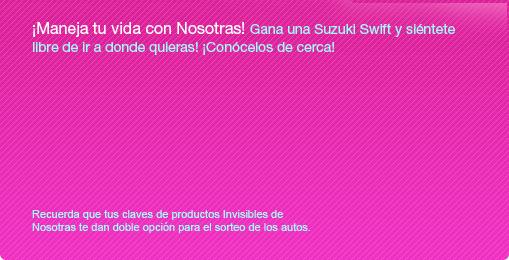 ¡Maneja tu vida con Nosotras! Gana una Suzuki Swift y siéntete
libre de ir a donde quieras! ¡Conócelos de cerca!
Recuerda que tus claves de productos Invisibles de
Nosotras te dan doble opción para el sorteo de los autos.